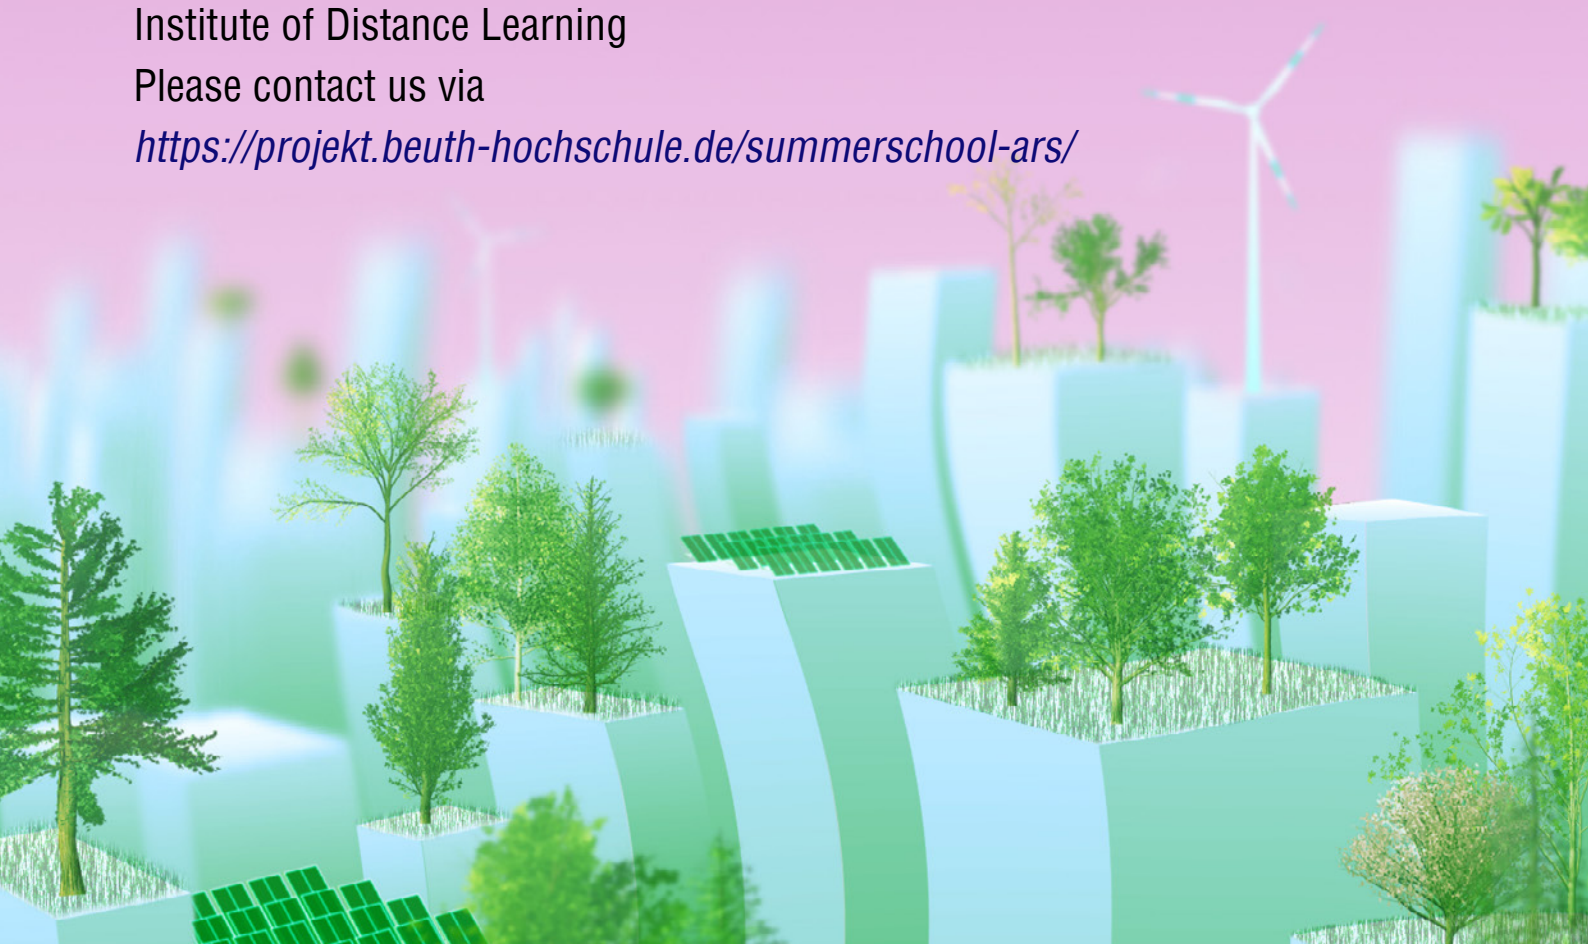 Institute of Distance Learning
Please contact us via
https://projekt.beuth-hochschule.de/summerschool-ars/